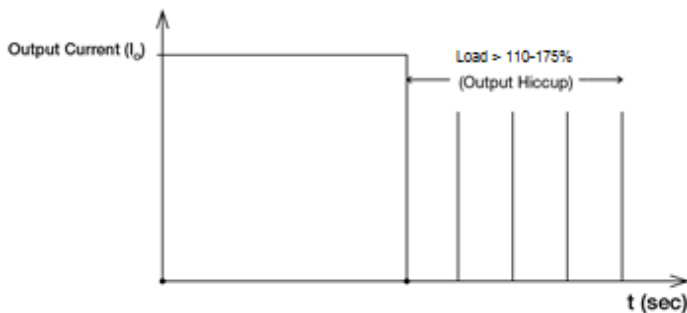 Output Current (Io)
Load > 110-175%
(Output Hiccup)
t (sec)